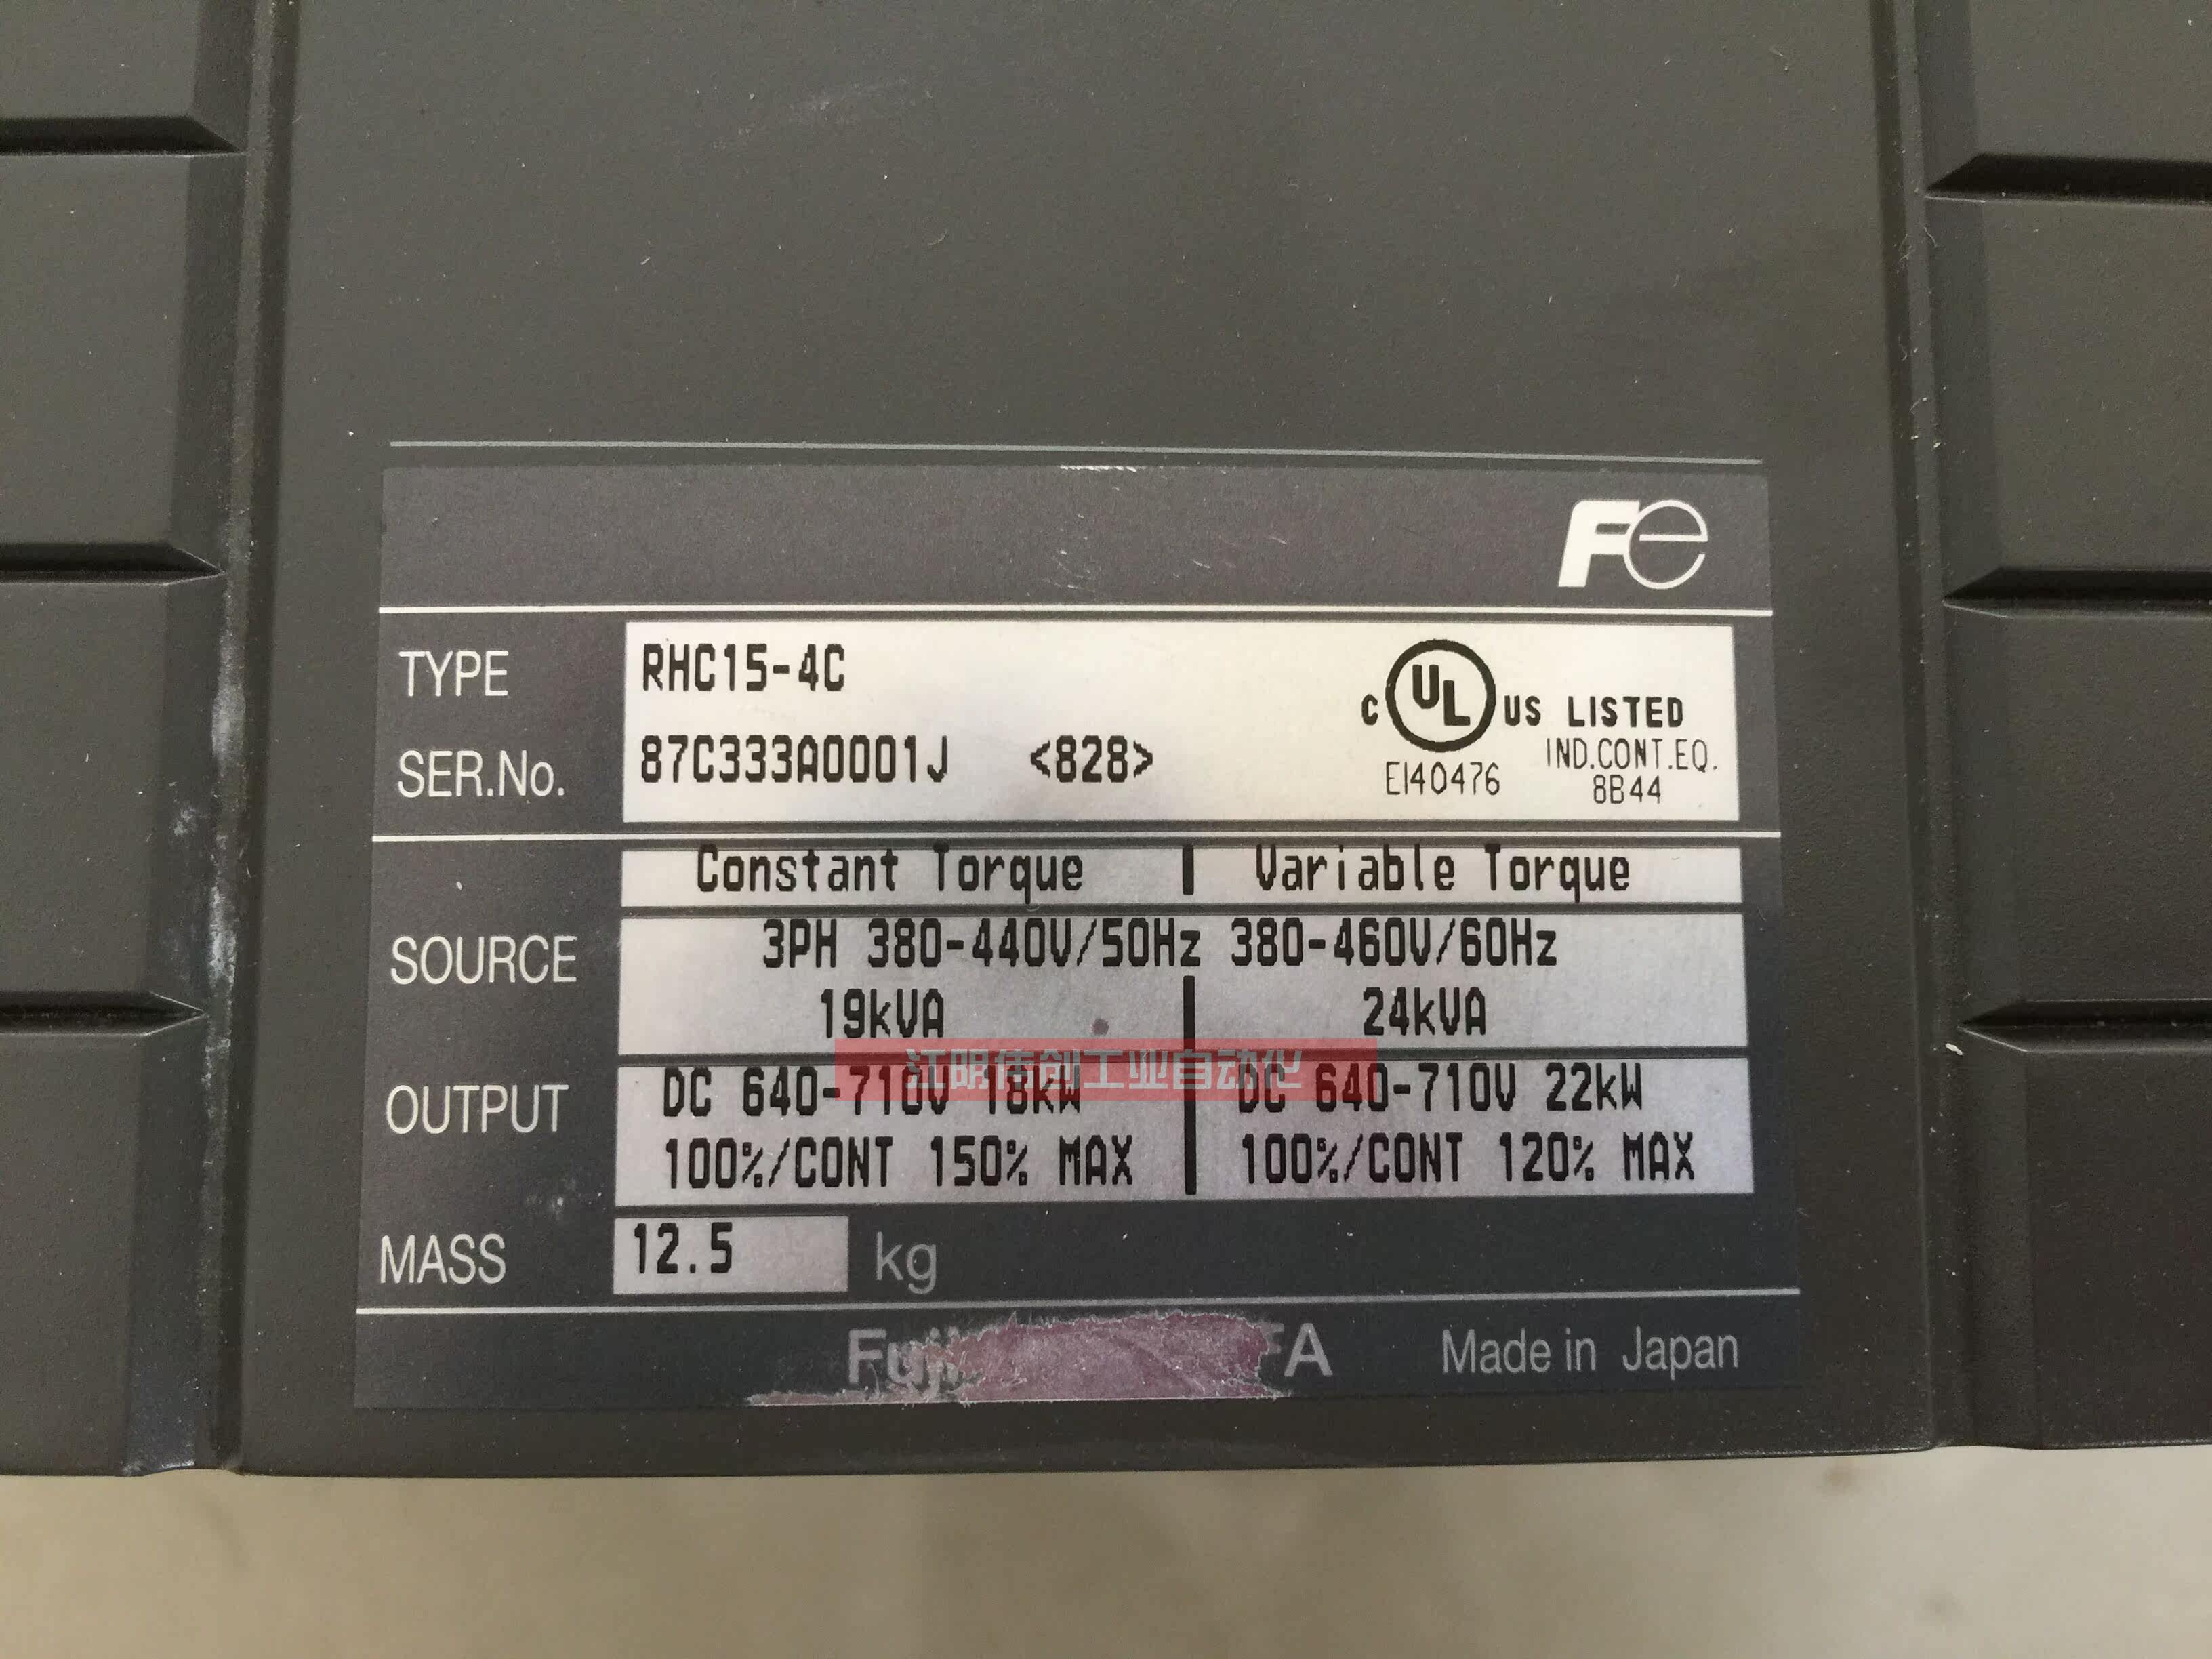 Fe
TYPE RHC15-4C
C UL US LISTED
SER.No. 87C333A0001J <828>
E140476 IND.CONT.EQ. 8B44
Constant Torque | Variable Torque
SOURCE 3PH 380-440V/50Hz 380-460V/60Hz
19kVA | 24kVA
江明伟创工业自动化
OUTPUT DC 640-710V 18kW | DC 640-710V 22kW
100%/CONT 150% MAX | 100%/CONT 120% MAX
MASS 12.5 kg
Made in Japan